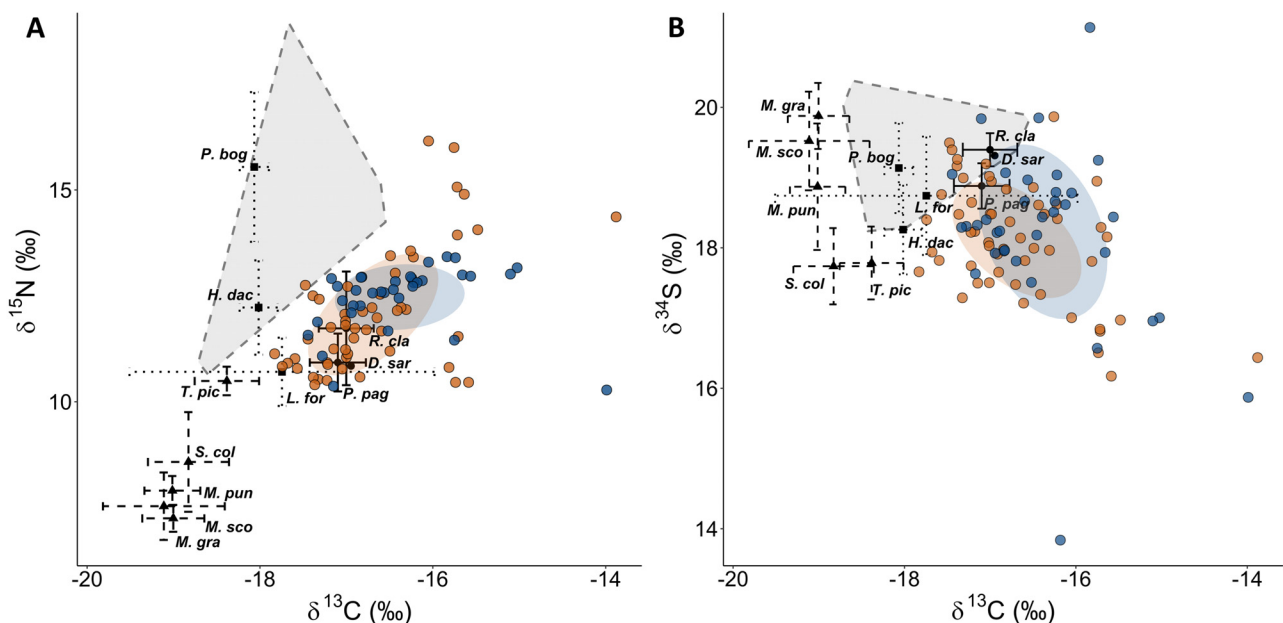 A
δ15N (‰)
15
10
P. bog
H. dac
R. cla
D. sar
P. pag
L. for
T. pic
S. col
M. pun
M. sco
M. gra
-20
-18
-16
-14
δ13C (‰)
B
δ34S (‰)
20
18
16
14
M. gra
M. sco
M. pun
P. bog
R. cla
D. sar
P. pag
L. for
H. dac
S. col
T. pic
-20
-18
-16
-14
δ13C (‰)